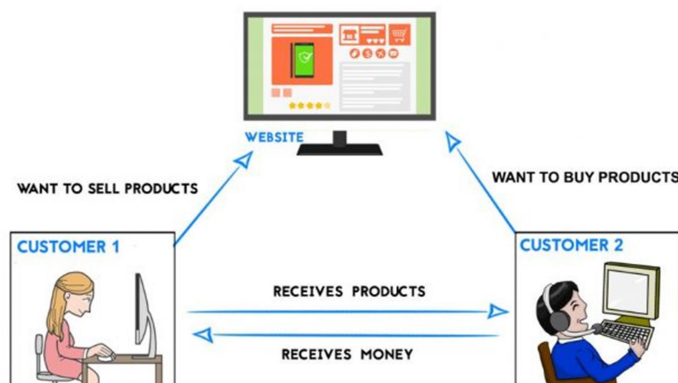 WEBSITE
WANT TO SELL PRODUCTS
WANT TO BUY PRODUCTS
CUSTOMER 1
CUSTOMER 2
RECEIVES PRODUCTS
RECEIVES MONEY